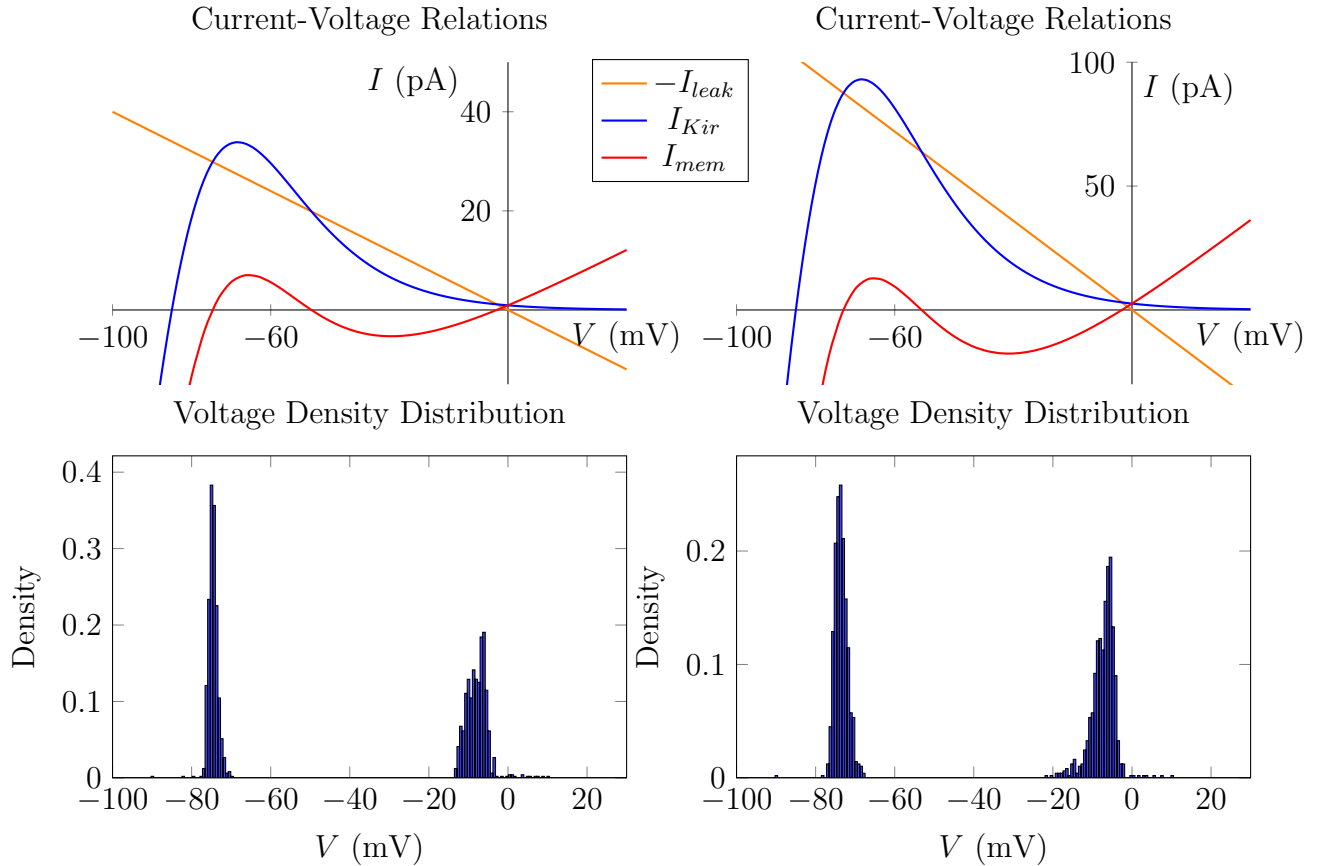 Current-Voltage Relations
I (pA)
40
20
−100
−60
V (mV)
−I_leak
I_Kir
I_mem
Current-Voltage Relations
100
I (pA)
50
−100
−60
V (mV)
Voltage Density Distribution
0.4
0.3
0.2
0.1
0
Density
−100 −80 −60 −40 −20 0 20
V (mV)
Voltage Density Distribution
0.2
0.1
0
Density
−100 −80 −60 −40 −20 0 20
V (mV)